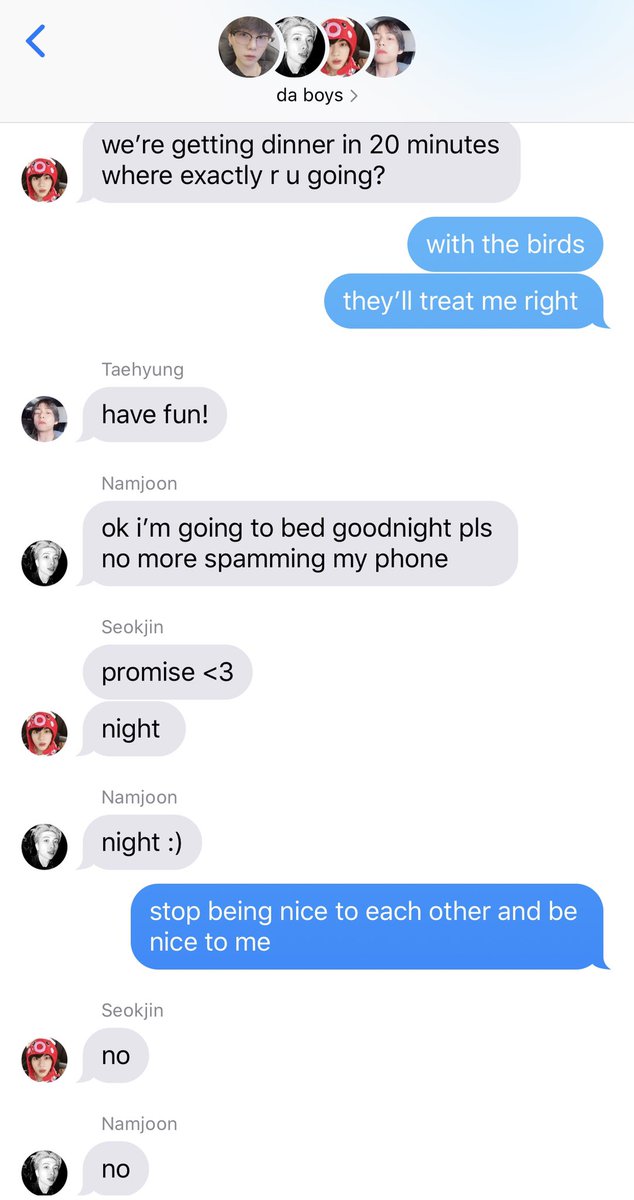 da boys
we’re getting dinner in 20 minutes
where exactly r u going?
with the birds
they’ll treat me right
Taehyung
have fun!
Namjoon
ok i’m going to bed goodnight pls
no more spamming my phone
Seokjin
promise <3
night
Namjoon
night :)
stop being nice to each other and be
nice to me
Seokjin
no
Namjoon
no